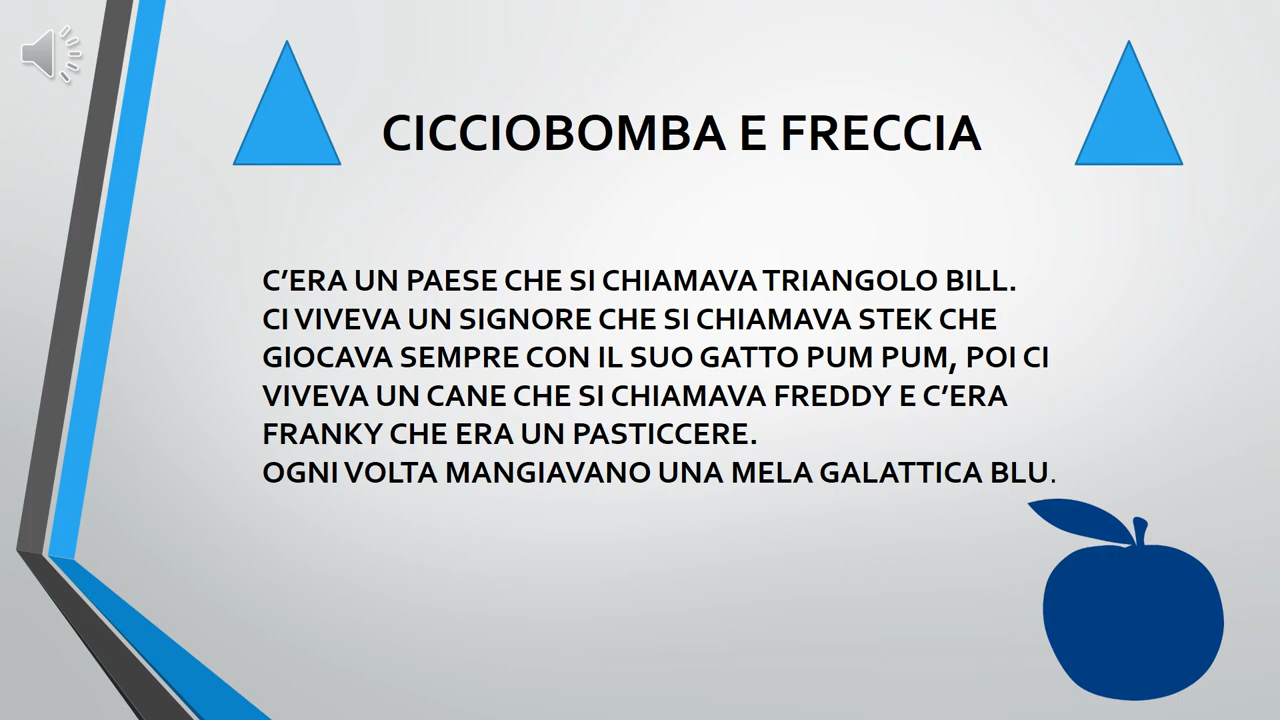 CICCIOBOMBA E FRECCIA
C’ERA UN PAESE CHE SI CHIAMAVA TRIANGOLO BILL.
CI VIVEVA UN SIGNORE CHE SI CHIAMAVA STEK CHE
GIOCAVA SEMPRE CON IL SUO GATTO PUM PUM, POI CI
VIVEVA UN CANE CHE SI CHIAMAVA FREDDY E C’ERA
FRANKY CHE ERA UN PASTICCERE.
OGNI VOLTA MANGIAVANO UNA MELA GALATTICA BLU.